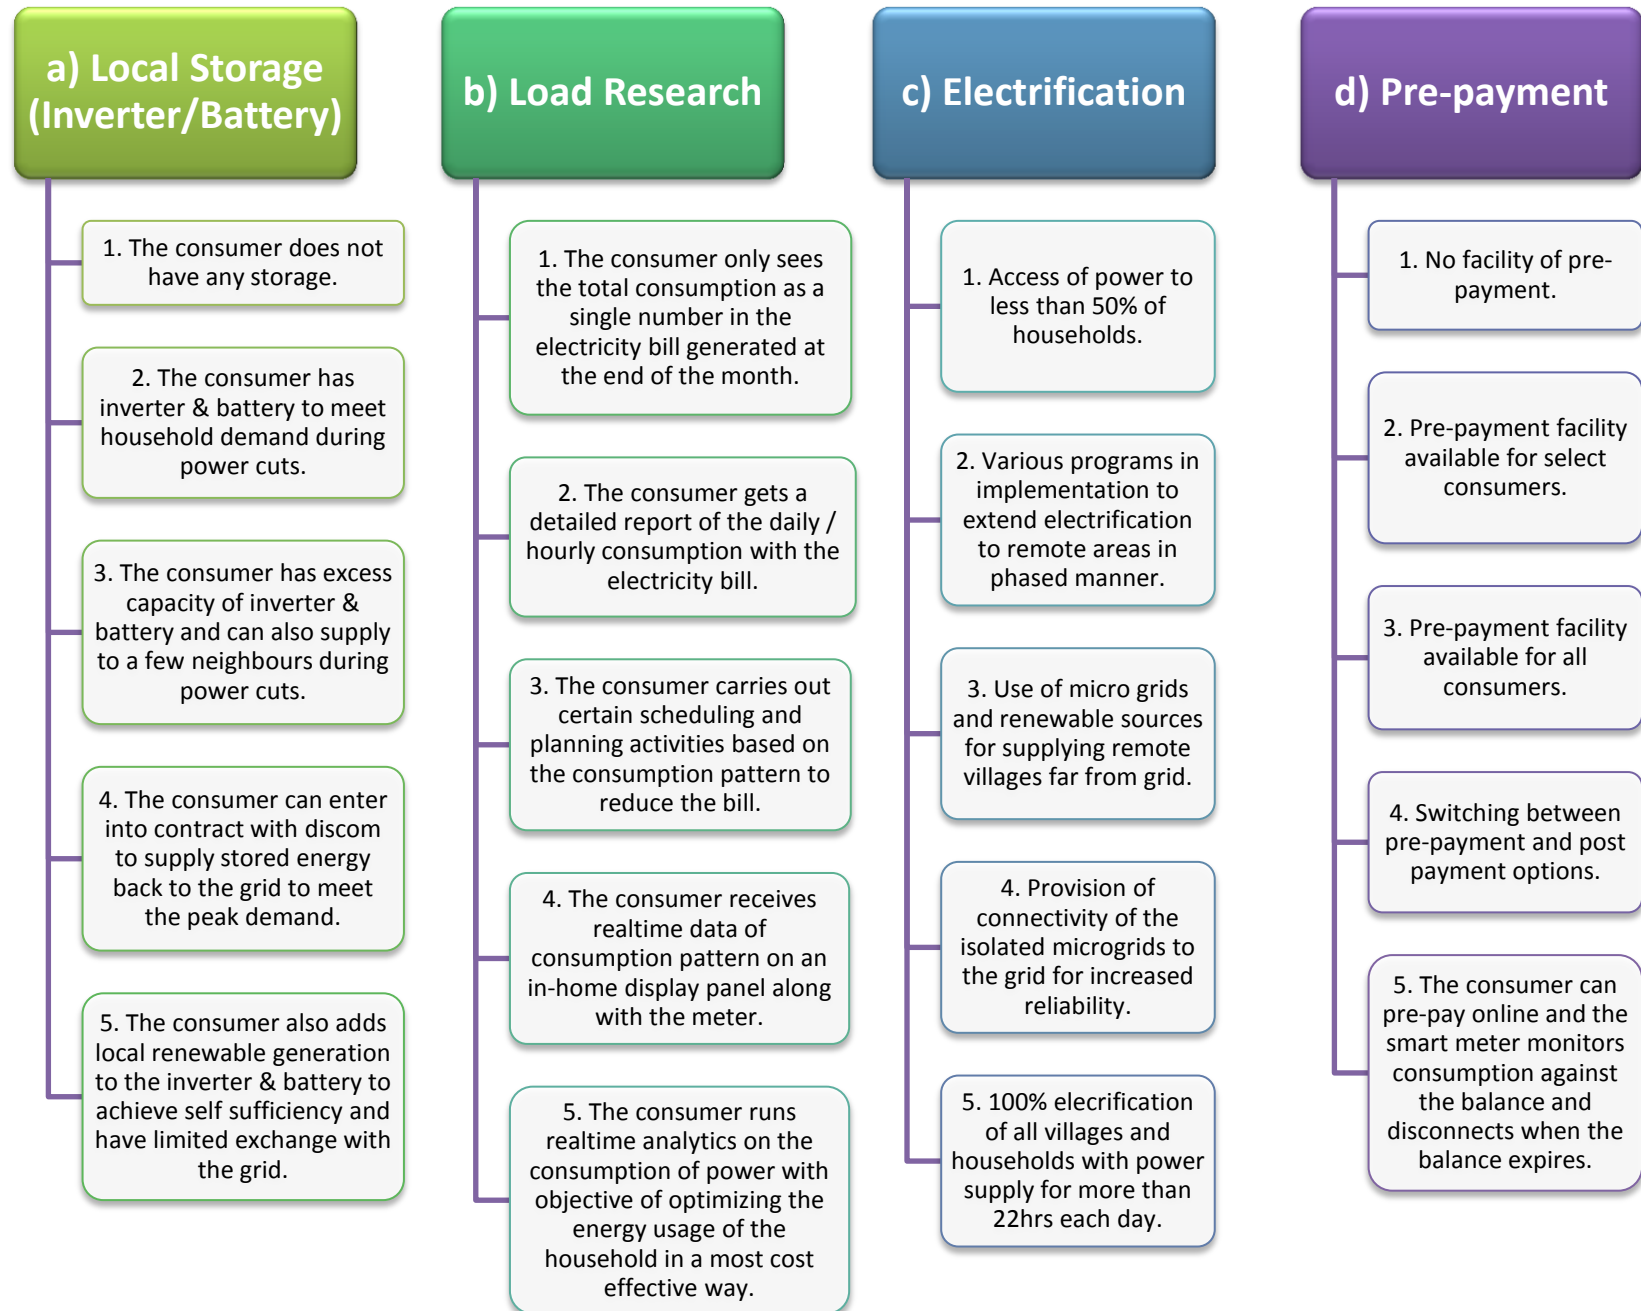 a) Local Storage
(Inverter/Battery)
1. The consumer does not
have any storage.
2. The consumer has
inverter & battery to meet
household demand during
power cuts.
3. The consumer has excess
capacity of inverter &
battery and can also supply
to a few neighbours during
power cuts.
4. The consumer can enter
into contract with discom
to supply stored energy
back to the grid to meet
the peak demand.
5. The consumer also adds
local renewable generation
to the inverter & battery to
achieve self sufficiency and
have limited exchange with
the grid.
b) Load Research
1. The consumer only sees
the total consumption as a
single number in the
electricity bill generated at
the end of the month.
2. The consumer gets a
detailed report of the daily /
hourly consumption with the
electricity bill.
3. The consumer carries out
certain scheduling and
planning activities based on
the consumption pattern to
reduce the bill.
4. The consumer receives
realtime data of
consumption pattern on an
in-home display panel along
with the meter.
5. The consumer runs
realtime analytics on the
consumption of power with
objective of optimizing the
energy usage of the
household in a most cost
effective way.
c) Electrification
1. Access of power to
less than 50% of
households.
2. Various programs in
implementation to
extend electrification
to remote areas in
phased manner.
3. Use of micro grids
and renewable sources
for supplying remote
villages far from grid.
4. Provision of
connectivity of the
isolated microgrids to
the grid for increased
reliability.
5. 100% elecrification
of all villages and
households with power
supply for more than
22hrs each day.
d) Pre-payment
1. No facility of pre-
payment.
2. Pre-payment facility
available for select
consumers.
3. Pre-payment facility
available for all
consumers.
4. Switching between
pre-payment and post
payment options.
5. The consumer can
pre-pay online and the
smart meter monitors
consumption against
the balance and
disconnects when the
balance expires.